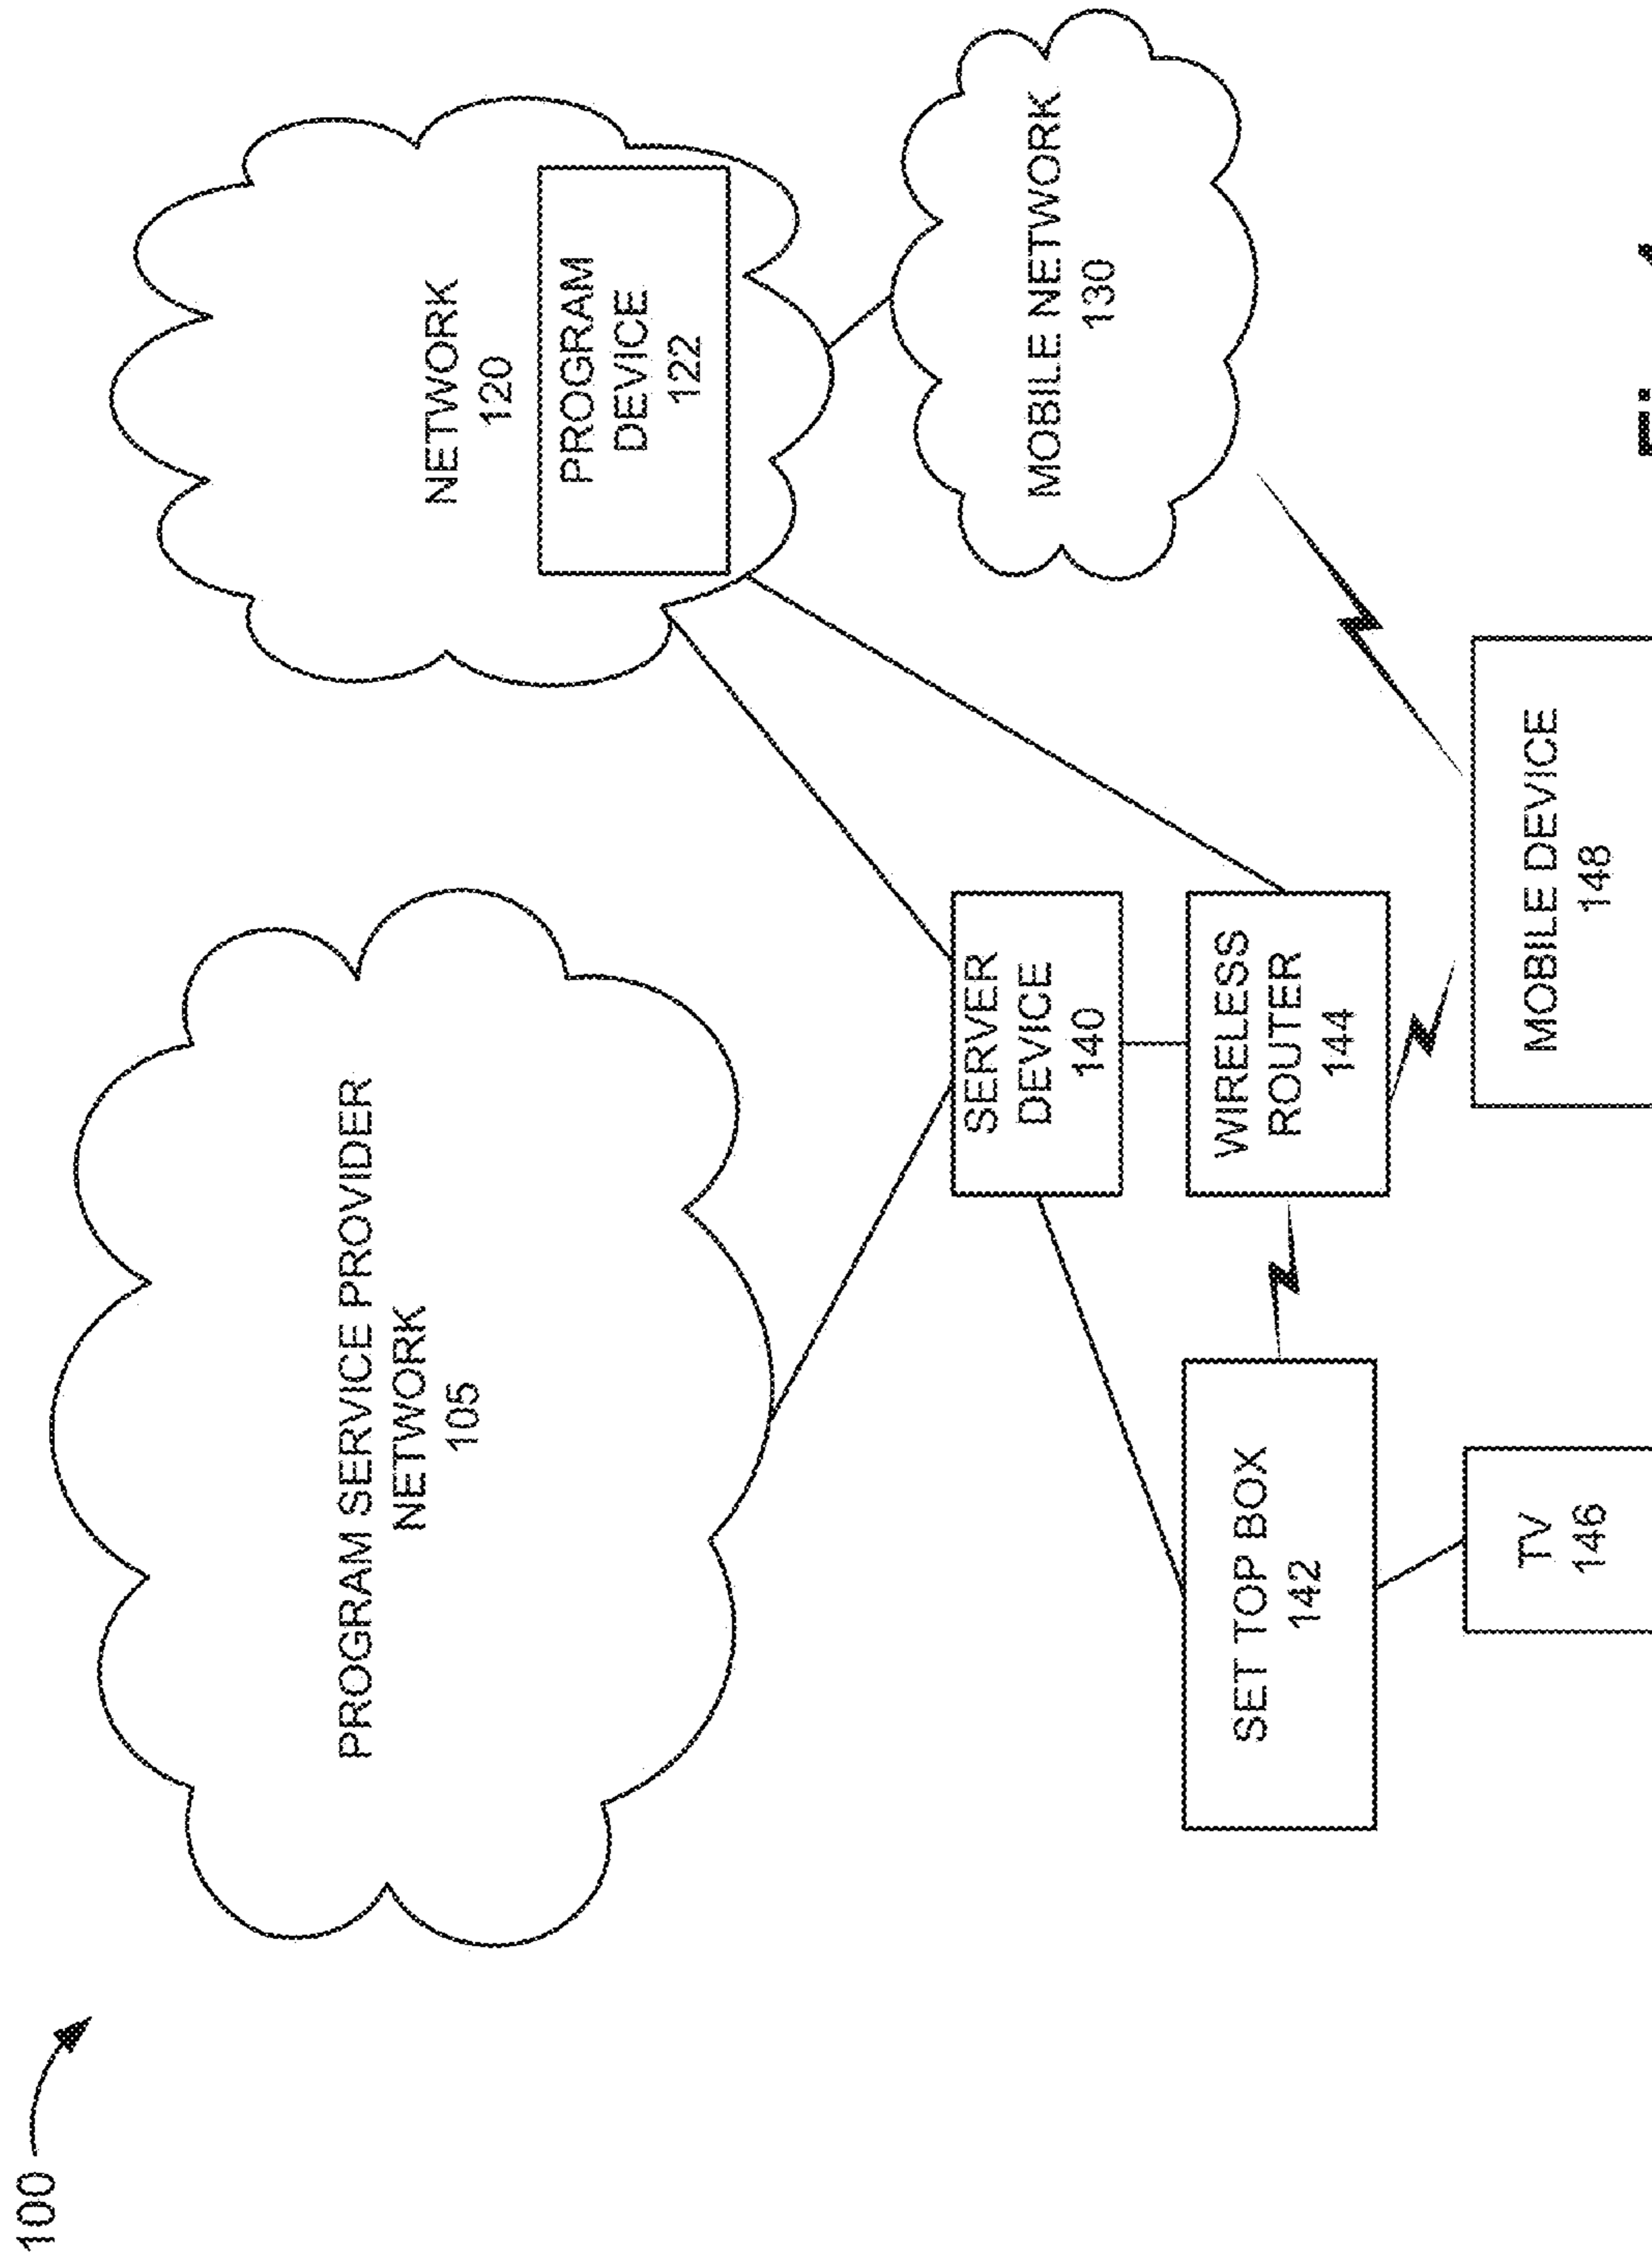 100
PROGRAM SERVICE PROVIDER
NETWORK
105
NETWORK
120
PROGRAM
DEVICE
122
MOBILE NETWORK
130
SERVER
DEVICE
140
WIRELESS
ROUTER
144
SET TOP BOX
142
TV
146
MOBILE DEVICE
148